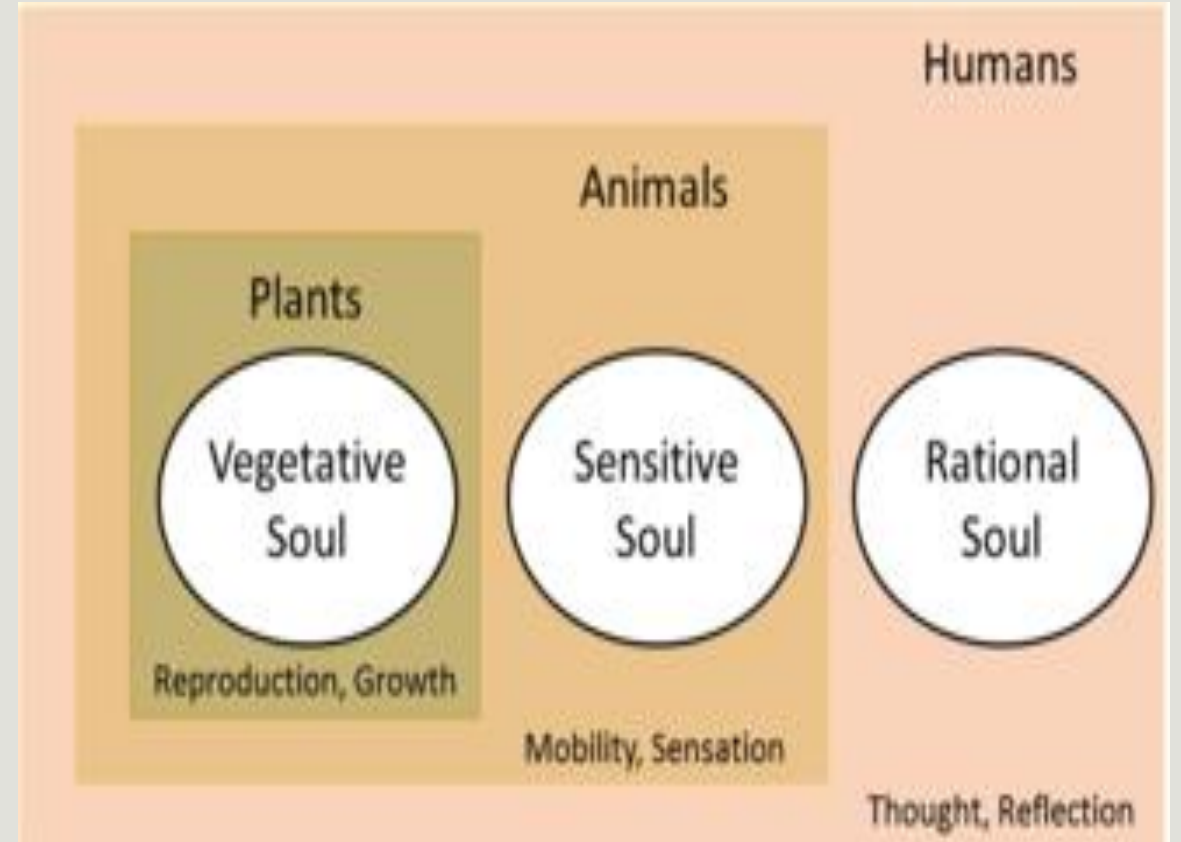 Humans
Animals
Plants
Vegetative
Soul
Sensitive
Soul
Rational
Soul
Reproduction, Growth
Mobility, Sensation
Thought, Reflection